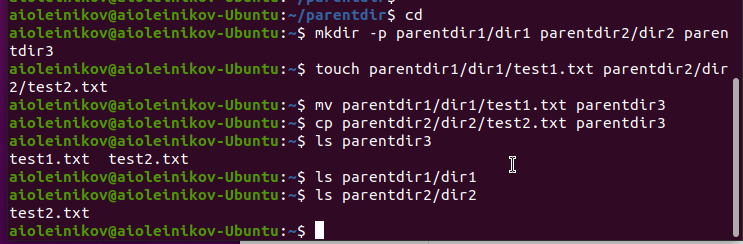 aioleinikov@aioleinikov-Ubuntu:~/parentdir$ cd
aioleinikov@aioleinikov-Ubuntu:~$ mkdir -p parentdir1/dir1 parentdir2/dir2 paren
tdir3
aioleinikov@aioleinikov-Ubuntu:~$ touch parentdir1/dir1/test1.txt parentdir2/dir
2/test2.txt
aioleinikov@aioleinikov-Ubuntu:~$ mv parentdir1/dir1/test1.txt parentdir3
aioleinikov@aioleinikov-Ubuntu:~$ cp parentdir2/dir2/test2.txt parentdir3
aioleinikov@aioleinikov-Ubuntu:~$ ls parentdir3
test1.txt  test2.txt
aioleinikov@aioleinikov-Ubuntu:~$ ls parentdir1/dir1
aioleinikov@aioleinikov-Ubuntu:~$ ls parentdir2/dir2
test2.txt
aioleinikov@aioleinikov-Ubuntu:~$